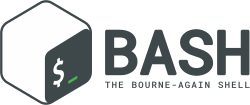 $_
BASH
THE BOURNE-AGAIN SHELL